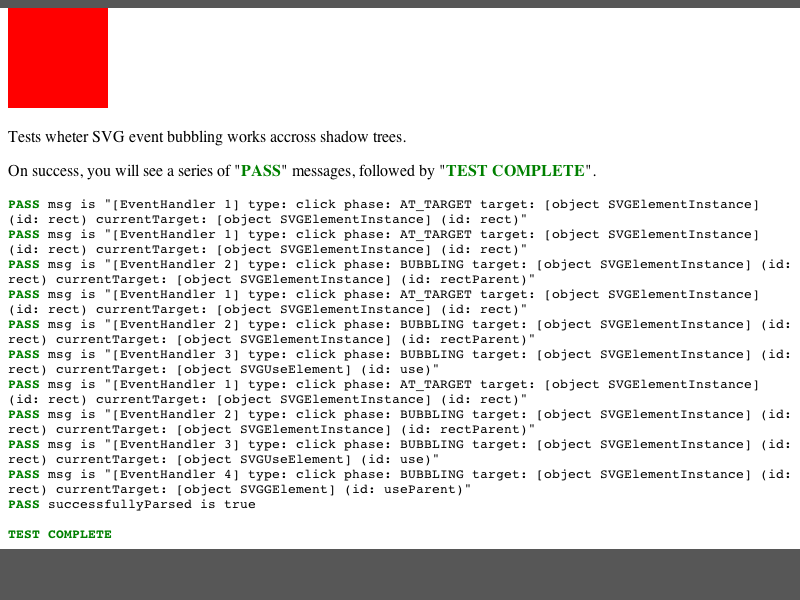 Tests wheter SVG event bubbling works accross shadow trees.
On success, you will see a series of "PASS" messages, followed by "TEST COMPLETE".
PASS msg is "[EventHandler 1] type: click phase: AT_TARGET target: [object SVGElementInstance]
(id: rect) currentTarget: [object SVGElementInstance] (id: rect)"
PASS msg is "[EventHandler 1] type: click phase: AT_TARGET target: [object SVGElementInstance]
(id: rect) currentTarget: [object SVGElementInstance] (id: rect)"
PASS msg is "[EventHandler 2] type: click phase: BUBBLING target: [object SVGElementInstance] (id:
rect) currentTarget: [object SVGElementInstance] (id: rectParent)"
PASS msg is "[EventHandler 1] type: click phase: AT_TARGET target: [object SVGElementInstance]
(id: rect) currentTarget: [object SVGElementInstance] (id: rect)"
PASS msg is "[EventHandler 2] type: click phase: BUBBLING target: [object SVGElementInstance] (id:
rect) currentTarget: [object SVGElementInstance] (id: rectParent)"
PASS msg is "[EventHandler 3] type: click phase: BUBBLING target: [object SVGElementInstance] (id:
rect) currentTarget: [object SVGUseElement] (id: use)"
PASS msg is "[EventHandler 1] type: click phase: AT_TARGET target: [object SVGElementInstance]
(id: rect) currentTarget: [object SVGElementInstance] (id: rect)"
PASS msg is "[EventHandler 2] type: click phase: BUBBLING target: [object SVGElementInstance] (id:
rect) currentTarget: [object SVGElementInstance] (id: rectParent)"
PASS msg is "[EventHandler 3] type: click phase: BUBBLING target: [object SVGElementInstance] (id:
rect) currentTarget: [object SVGUseElement] (id: use)"
PASS msg is "[EventHandler 4] type: click phase: BUBBLING target: [object SVGElementInstance] (id:
rect) currentTarget: [object SVGGElement] (id: useParent)"
PASS successfullyParsed is true
TEST COMPLETE